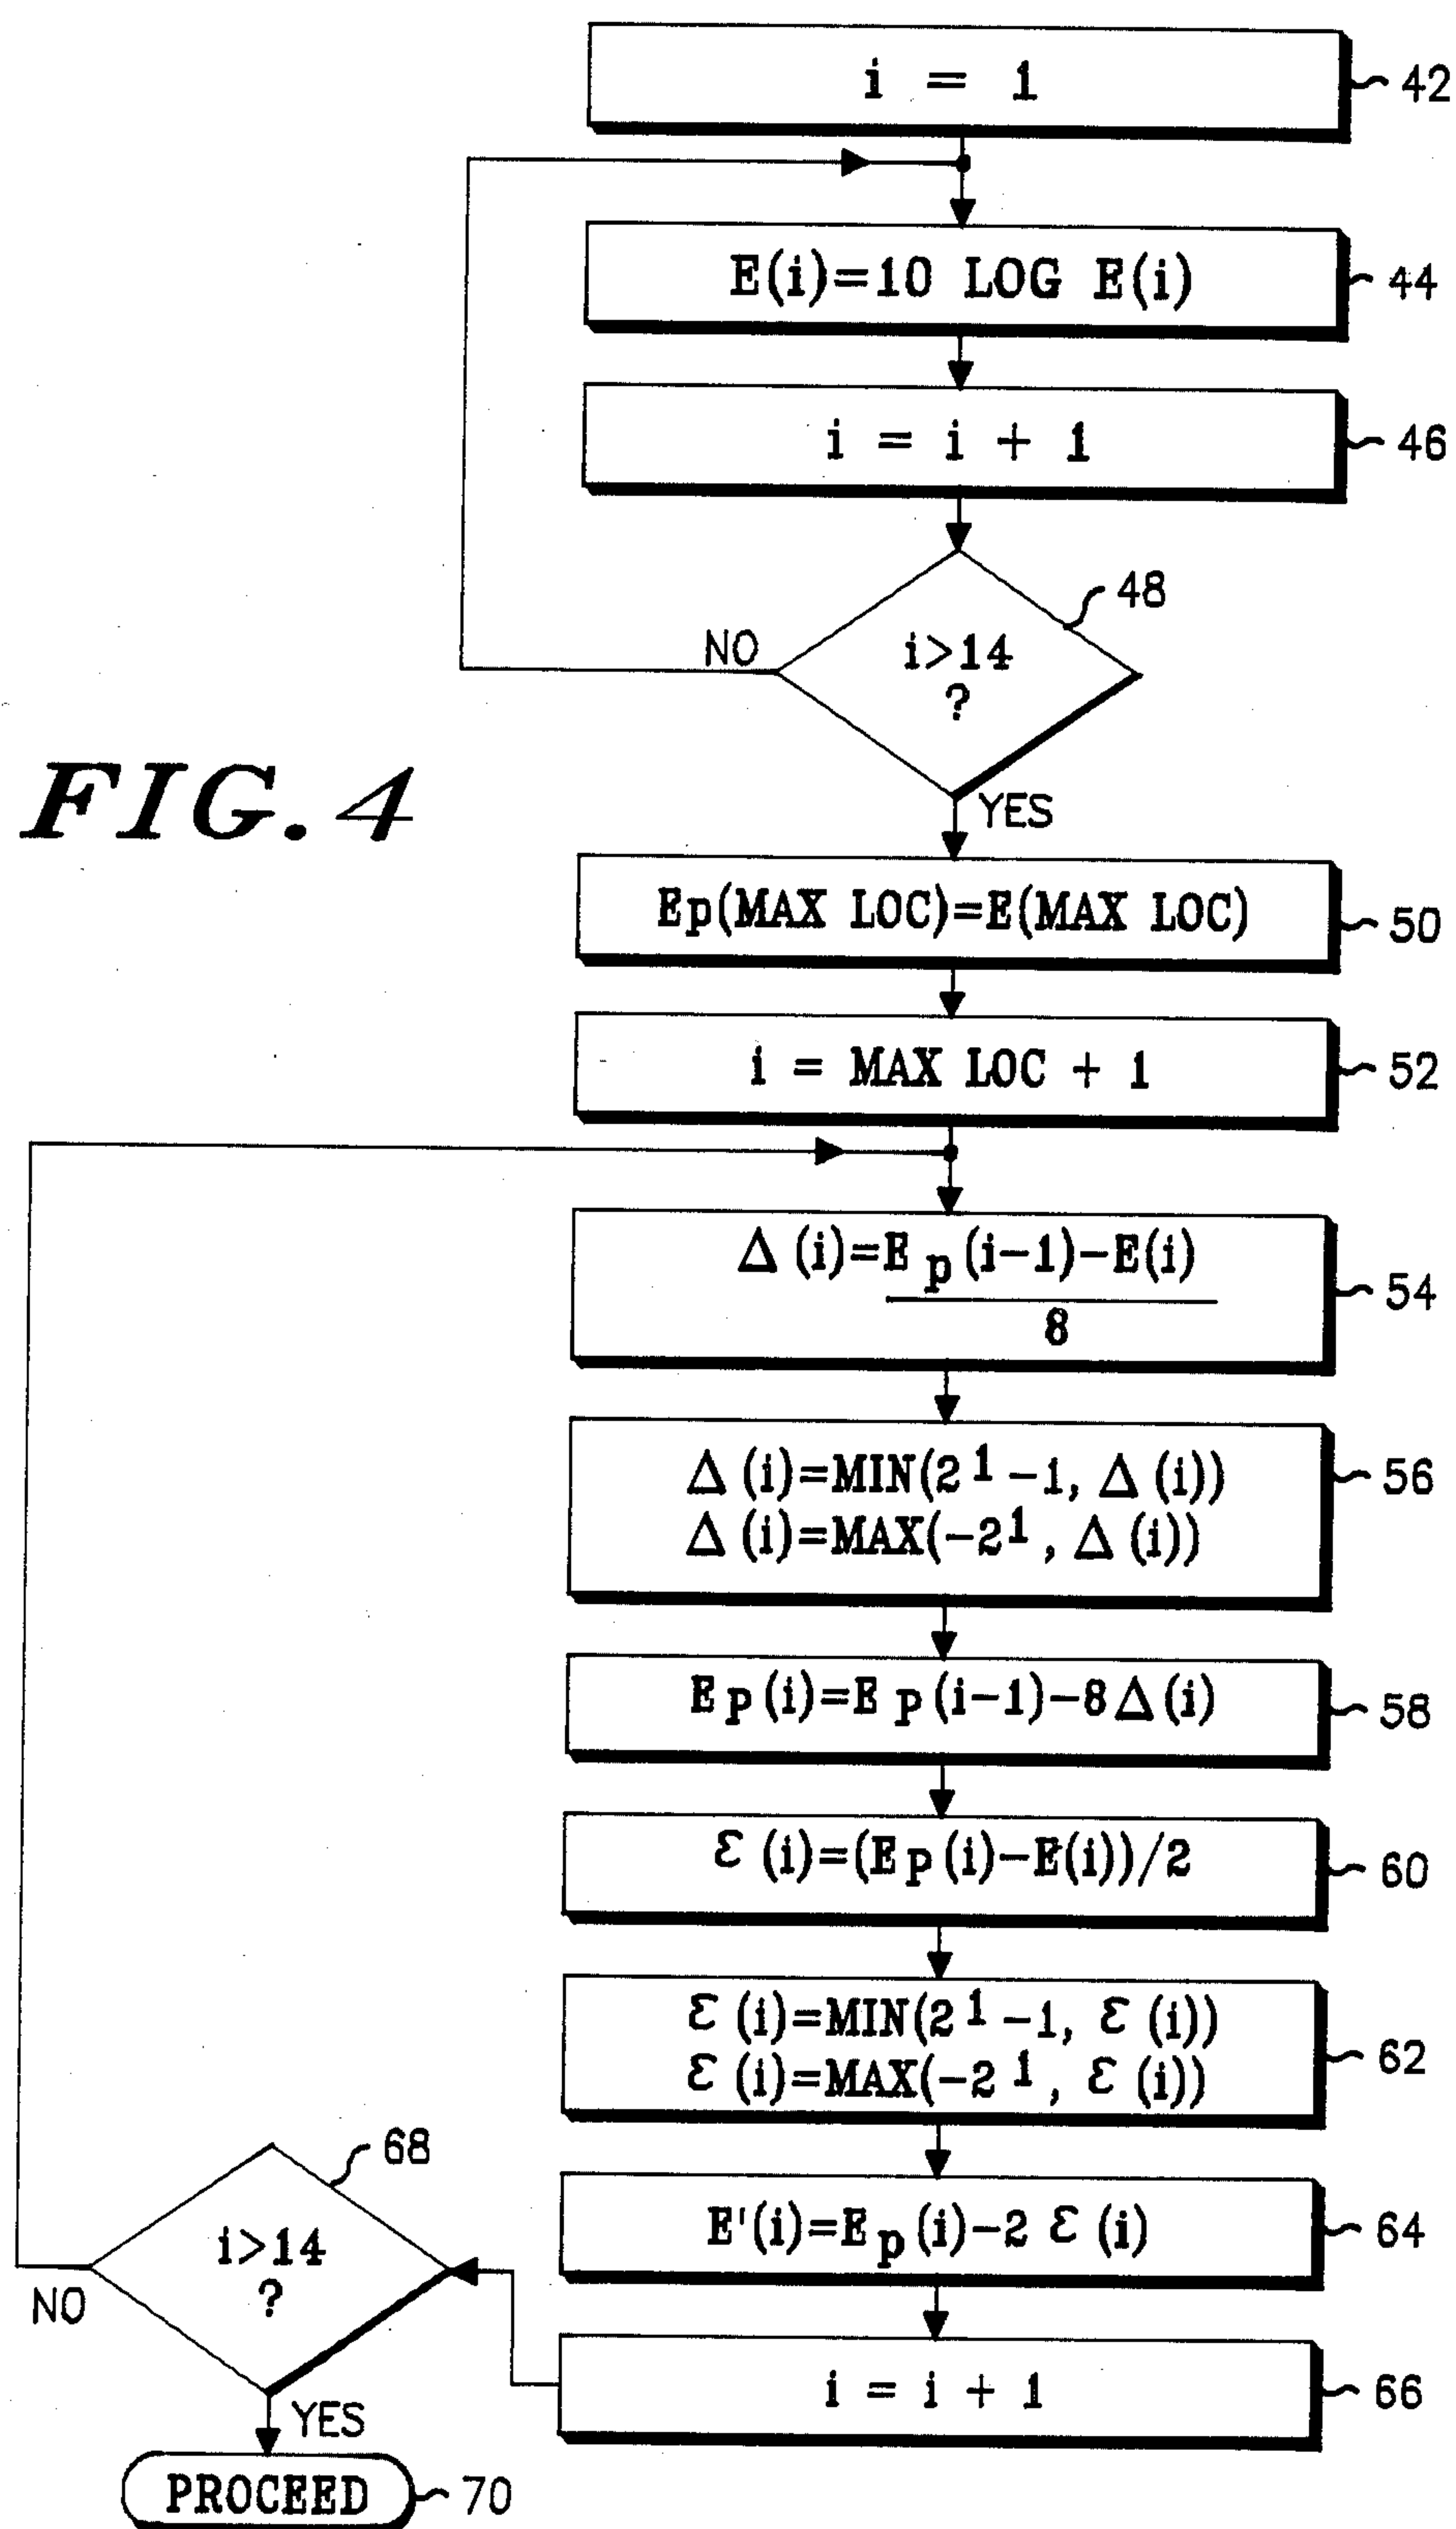 i = 1
42
E(i)=10 LOG E(i)
44
i = i + 1
46
48
NO
i>14
?
FIG. 4
YES
Ep(MAX LOC)=E(MAX LOC)
50
i = MAX LOC + 1
52
Δ (i)=E p (i-1)-E(i)
8
54
Δ (i)=MIN(2 1 -1, Δ (i))
Δ (i)=MAX(-2 1 , Δ (i))
56
E p (i)=E p (i-1)-8 Δ (i)
58
Ɛ (i)=(E p (i)-E(i))/2
60
Ɛ (i)=MIN(2 1 -1, Ɛ (i))
Ɛ (i)=MAX(-2 1 , Ɛ (i))
62
68
E'(i)=E p (i)-2 Ɛ (i)
64
i>14
?
NO
i = i + 1
66
YES
PROCEED
70